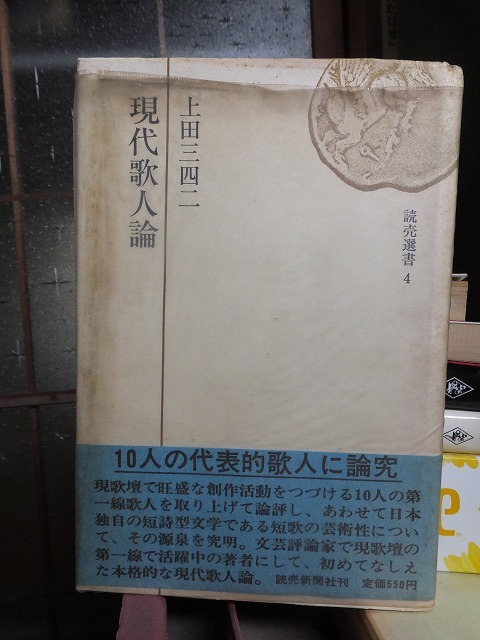 読売選書 4
上田三四二
現代歌人論
10人の代表的歌人に論究
現歌壇で旺盛な創作活動をつづける10人の第
一線歌人を取り上げて論評し、あわせて日本
独自の短詩型文学である短歌の芸術性につい
て、その源泉を究明。文芸評論家で現歌壇の
第一線で活躍中の著者にして、初めてなしえ
た本格的な現代歌人論。 読売新聞社刊 定価550円